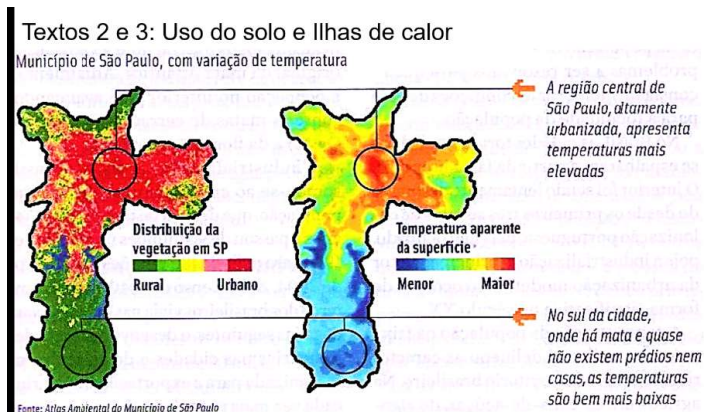 Textos 2 e 3: Uso do solo e Ilhas de calor
Município de São Paulo, com variação de temperatura
A região central de
São Paulo, altamente
urbanizada, apresenta
temperaturas mais
elevadas
Distribuição da
vegetação em SP
Rural Urbano
Temperatura aparente
da superfície
Menor Maior
No sul da cidade,
onde há mata e quase
não existem prédios nem
casas, as temperaturas
são bem mais baixas
Fonte: Atlas Ambiental do Município de São Paulo